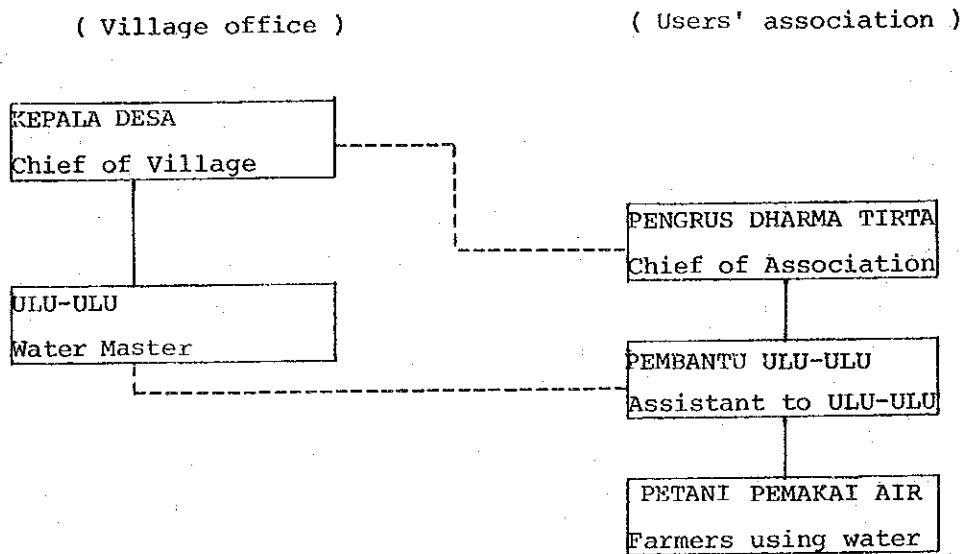 ( Village office )
( Users' association )
KEPALA DESA
Chief of Village
PENGRUS DHARMA TIRTA
Chief of Association
ULU-ULU
Water Master
PEMBANTU ULU-ULU
Assistant to ULU-ULU
PETANI PEMAKAI AIR
Farmers using water